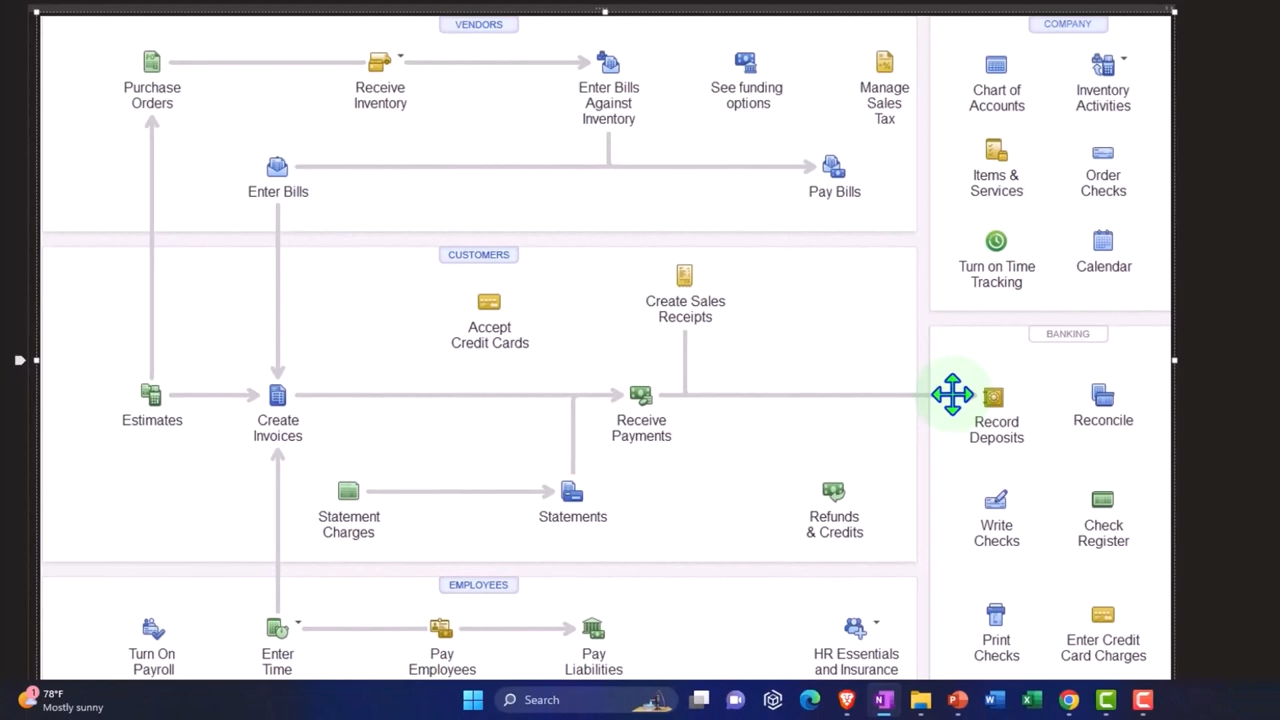 VENDORS
Purchase
Orders
Receive
Inventory
Enter Bills
Against
Inventory
See funding
options
Manage
Sales
Tax
Enter Bills
Pay Bills
COMPANY
Chart of
Accounts
Inventory
Activities
Items &
Services
Order
Checks
Turn on Time
Tracking
Calendar
CUSTOMERS
Accept
Credit Cards
Create Sales
Receipts
Estimates
Create
Invoices
Receive
Payments
Statement
Charges
Statements
Refunds
& Credits
BANKING
Record
Deposits
Reconcile
Write
Checks
Check
Register
Print
Checks
Enter Credit
Card Charges
EMPLOYEES
Turn On
Payroll
Enter
Time
Pay
Employees
Pay
Liabilities
HR Essentials
and Insurance
1
78°F
Mostly sunny
Search